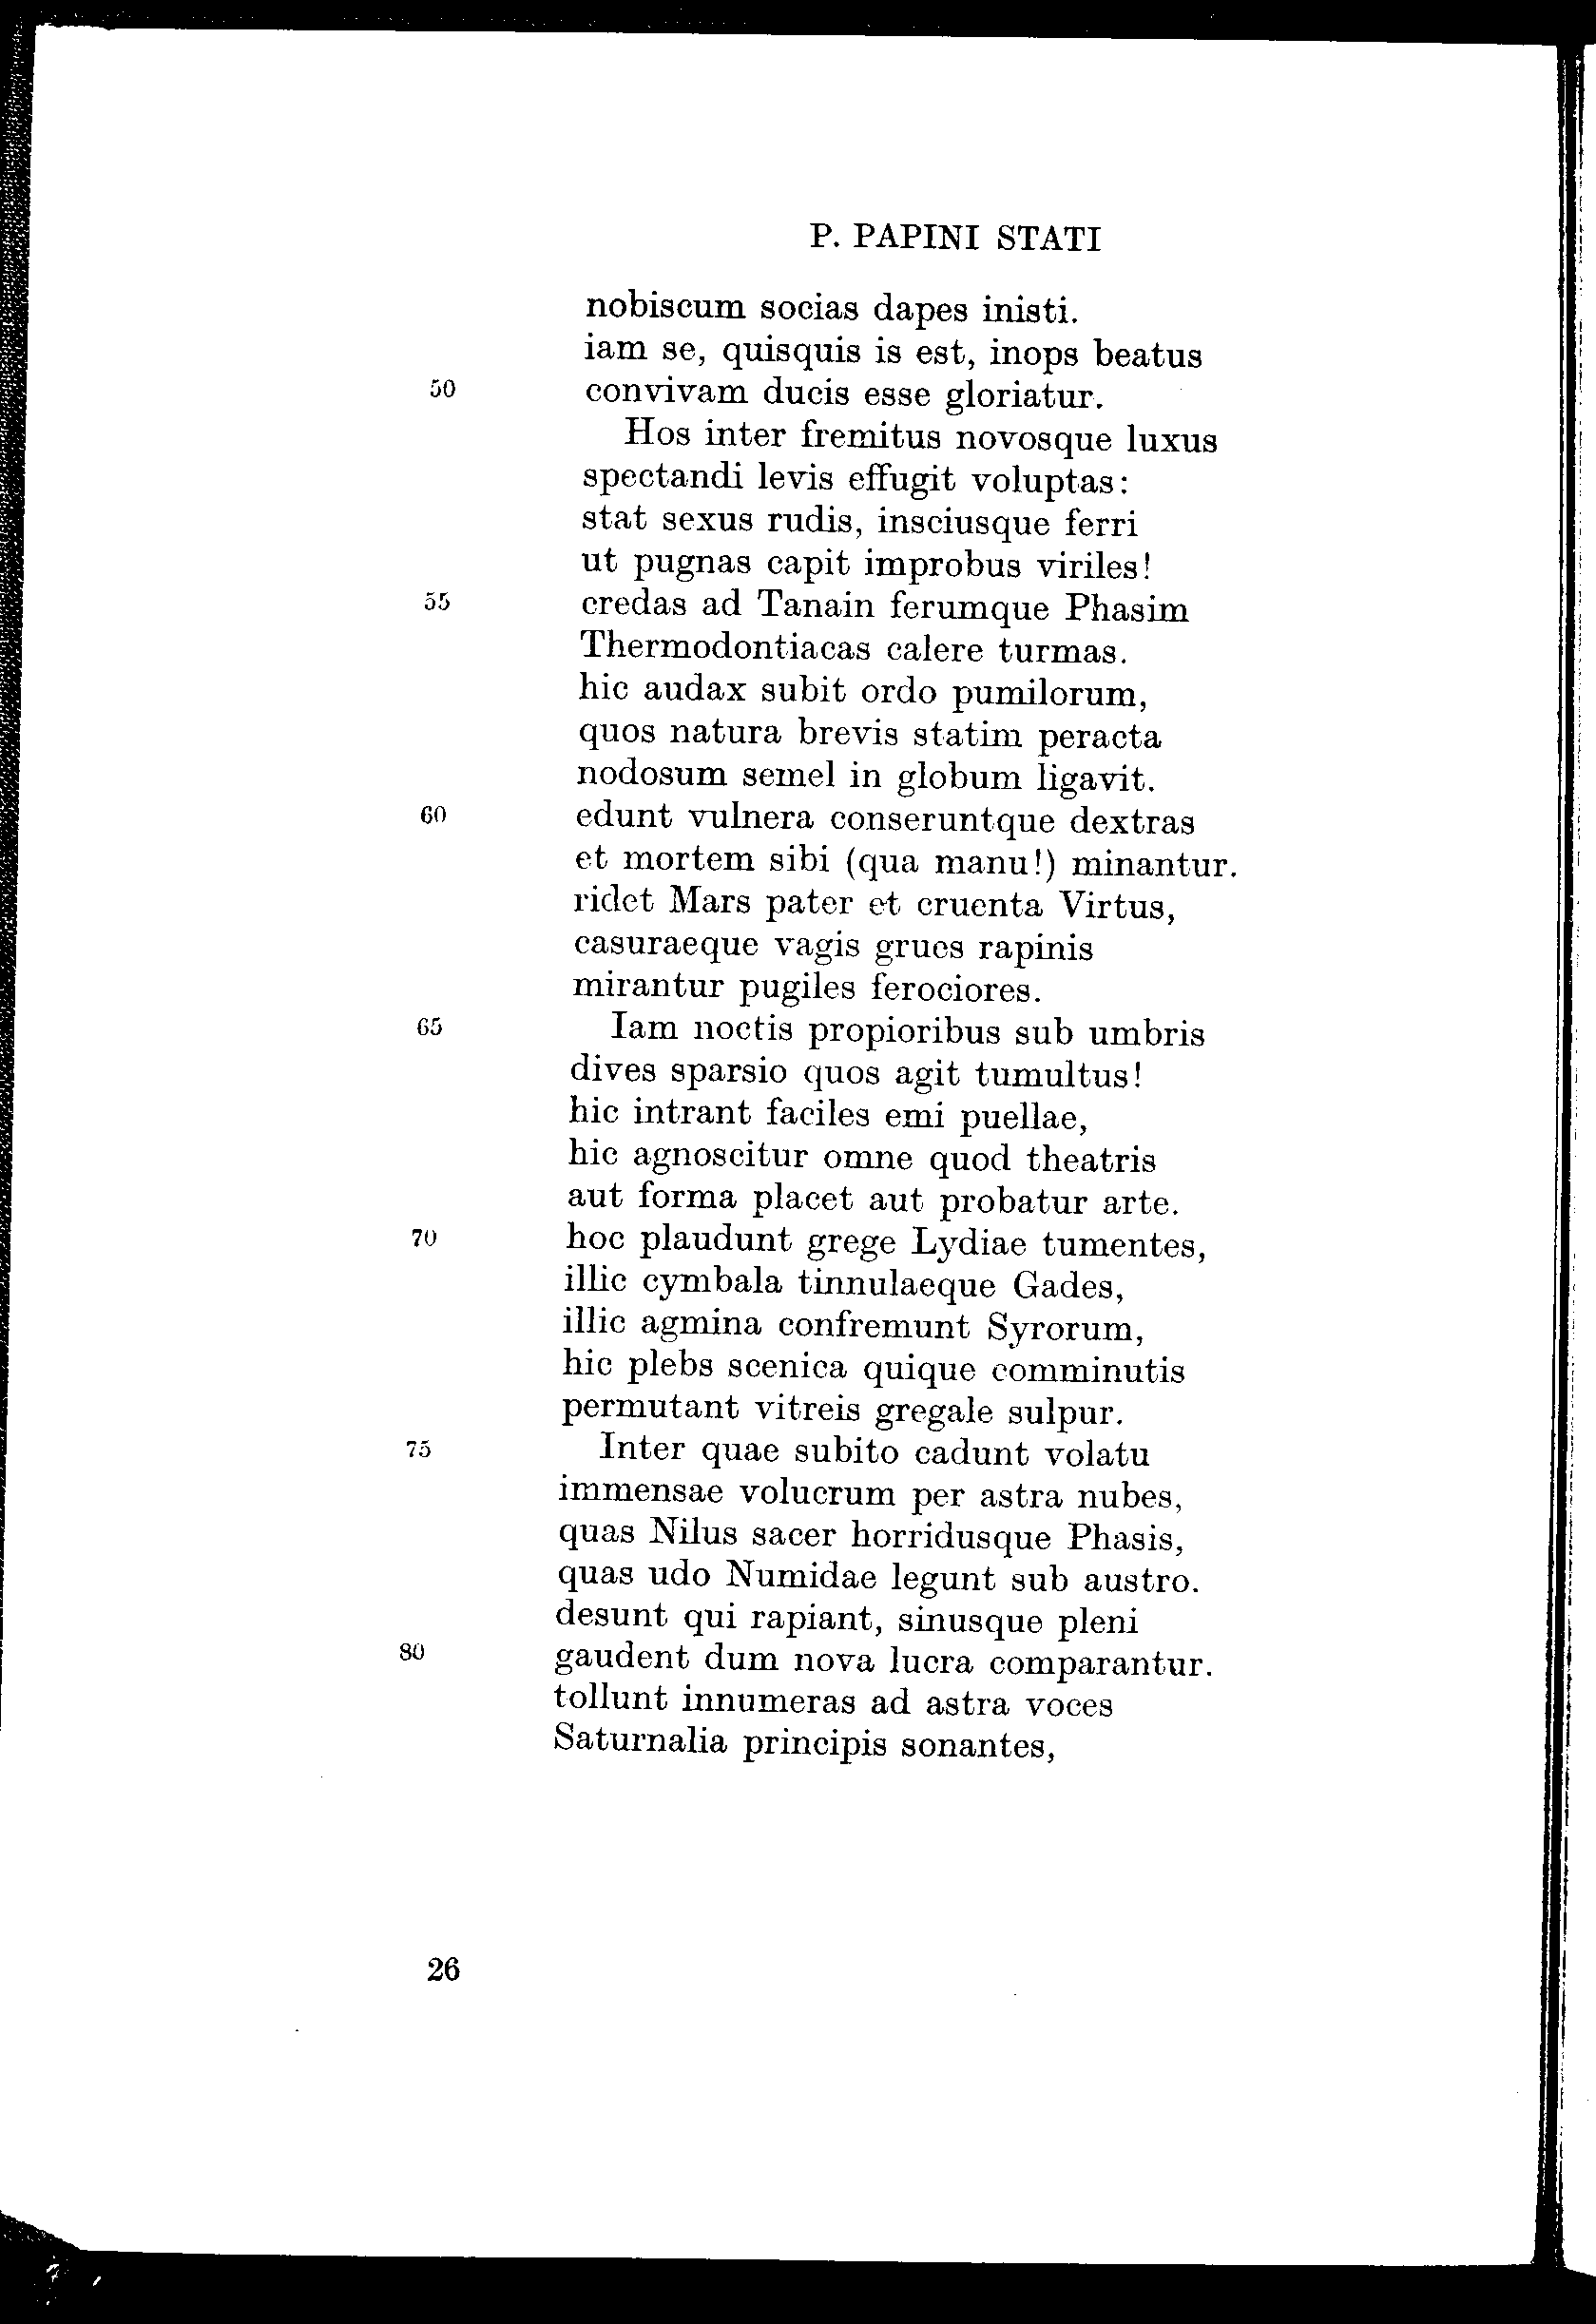 P. PAPINI STATI
nobiscum socias dapes inisti.
iam se, quisquis is est, inops beatus
50 convivam ducis esse gloriatur.
Hos inter fremitus novosque luxus
spectandi levis effugit voluptas:
stat sexus rudis, insciusque ferri
ut pugnas capit improbus viriles!
55 credas ad Tanain ferumque Phasim
Thermodontiacas calere turmas.
hic audax subit ordo pumilorum,
quos natura brevis statim peracta
nodosum semel in globum ligavit.
60 edunt vulnera conseruntque dextras
et mortem sibi (qua manu!) minantur.
ridet Mars pater et cruenta Virtus,
casuraeque vagis grues rapinis
mirantur pugiles ferociores.
65 Iam noctis propioribus sub umbris
dives sparsio quos agit tumultus!
hic intrant faciles emi puellae,
hic agnoscitur omne quod theatris
aut forma placet aut probatur arte.
70 hoc plaudunt grege Lydiae tumentes,
illic cymbala tinnulaeque Gades,
illic agmina confremunt Syrorum,
hic plebs scenica quique comminutis
permutant vitreis gregale sulpur.
75 Inter quae subito cadunt volatu
immensae volucrum per astra nubes,
quas Nilus sacer horridusque Phasis,
quas udo Numidae legunt sub austro.
desunt qui rapiant, sinusque pleni
80 gaudent dum nova lucra comparantur.
tollunt innumeras ad astra voces
Saturnalia principis sonantes,
26